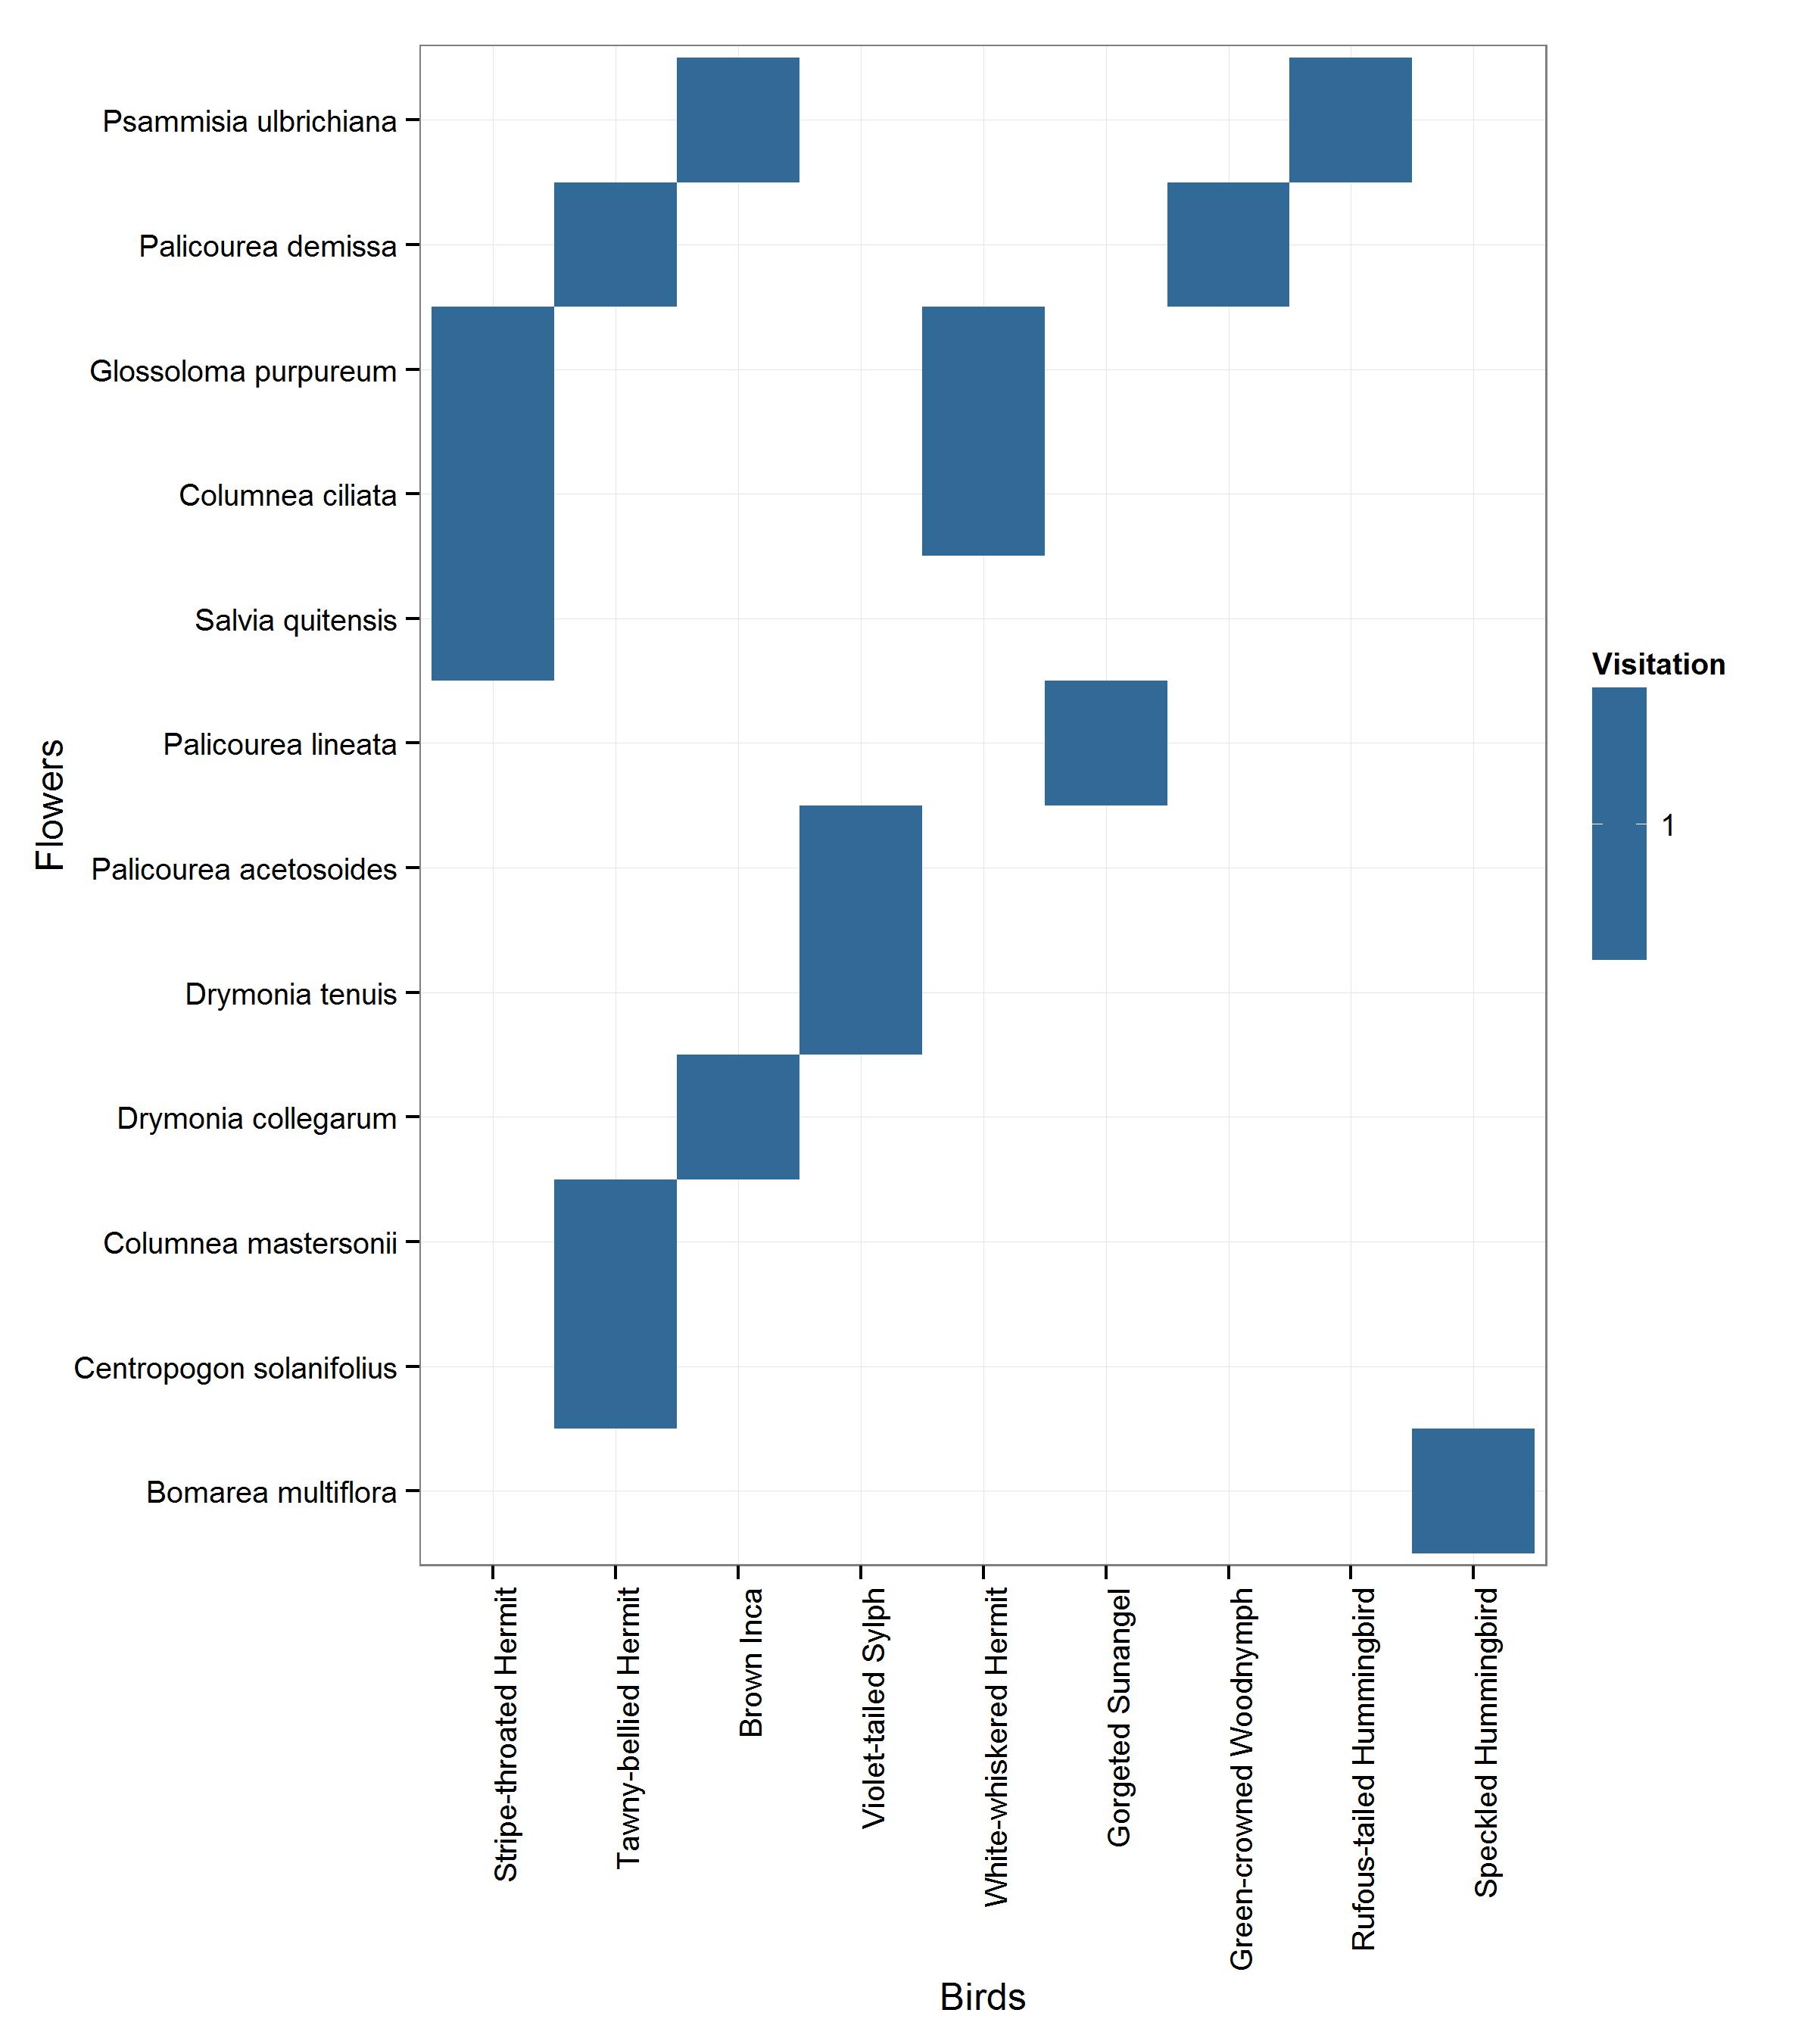 Psammisia ulbrichiana
Palicourea demissa
Glossoloma purpureum
Columnea ciliata
Salvia quitensis
Palicourea lineata
Palicourea acetosoides
Drymonia tenuis
Drymonia collegarum
Columnea mastersonii
Centropogon solanifolius
Bomarea multiflora
Flowers
Stripe-throated Hermit
Tawny-bellied Hermit
Brown Inca
Violet-tailed Sylph
White-whiskered Hermit
Gorgeted Sunangel
Green-crowned Woodnymph
Rufous-tailed Hummingbird
Speckled Hummingbird
Birds
Visitation
1